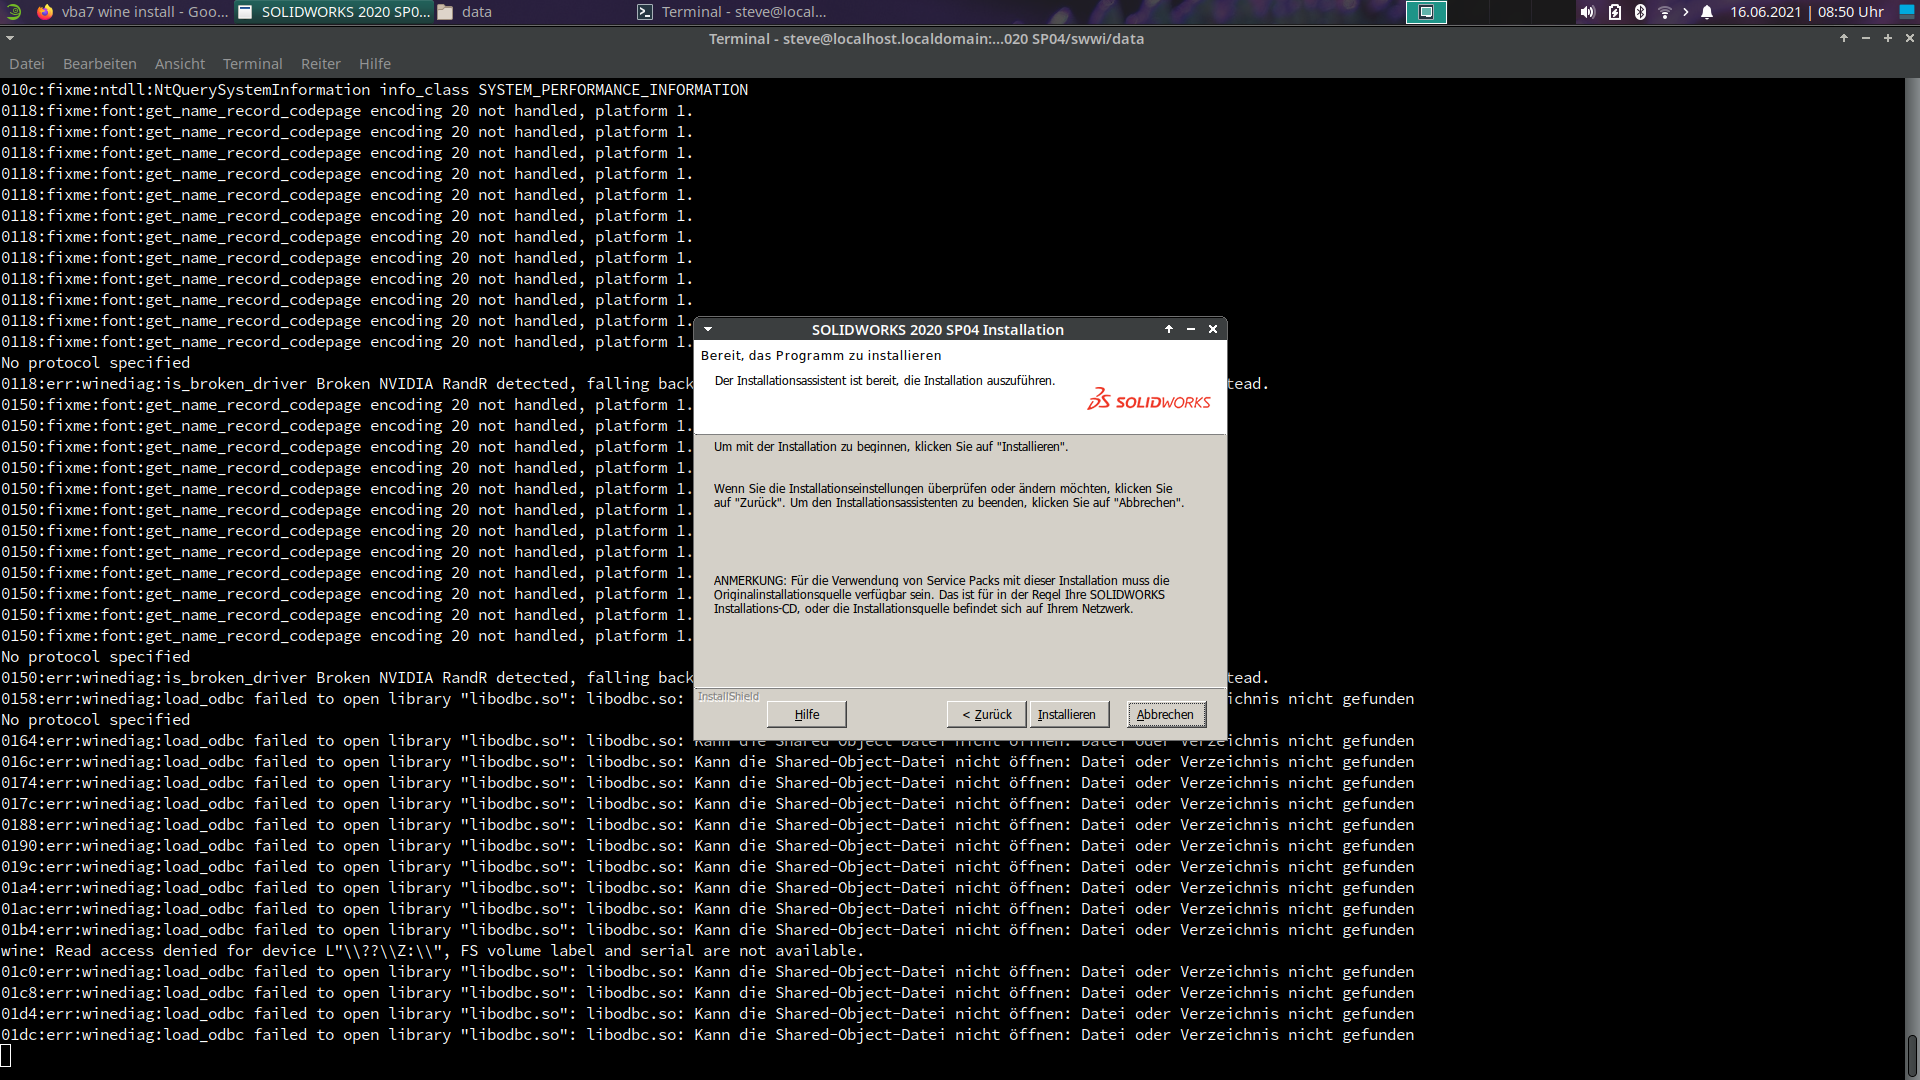 vba7 wine install - Goo...
SOLIDWORKS 2020 SP0...
data
Terminal - steve@local...
16.06.2021 | 08:50 Uhr
Terminal - steve@localhost.localdomain:...020 SP04/swwi/data
Datei Bearbeiten Ansicht Terminal Reiter Hilfe
010c:fixme:ntdll:NtQuerySystemInformation info_class SYSTEM_PERFORMANCE_INFORMATION
0118:fixme:font:get_name_record_codepage encoding 20 not handled, platform 1.
0118:fixme:font:get_name_record_codepage encoding 20 not handled, platform 1.
0118:fixme:font:get_name_record_codepage encoding 20 not handled, platform 1.
0118:fixme:font:get_name_record_codepage encoding 20 not handled, platform 1.
0118:fixme:font:get_name_record_codepage encoding 20 not handled, platform 1.
0118:fixme:font:get_name_record_codepage encoding 20 not handled, platform 1.
0118:fixme:font:get_name_record_codepage encoding 20 not handled, platform 1.
0118:fixme:font:get_name_record_codepage encoding 20 not handled, platform 1.
0118:fixme:font:get_name_record_codepage encoding 20 not handled, platform 1.
0118:fixme:font:get_name_record_codepage encoding 20 not handled, platform 1.
0118:fixme:font:get_name_record_codepage encoding 20 not handled, platform 1.
0118:fixme:font:get_name_record_codepage encoding 20 not handled, platform 1.
No protocol specified
0118:err:winediag:is_broken_driver Broken NVIDIA RandR detected, falling back tead.
0150:fixme:font:get_name_record_codepage encoding 20 not handled, platform 1.
0150:fixme:font:get_name_record_codepage encoding 20 not handled, platform 1.
0150:fixme:font:get_name_record_codepage encoding 20 not handled, platform 1.
0150:fixme:font:get_name_record_codepage encoding 20 not handled, platform 1.
0150:fixme:font:get_name_record_codepage encoding 20 not handled, platform 1.
0150:fixme:font:get_name_record_codepage encoding 20 not handled, platform 1.
0150:fixme:font:get_name_record_codepage encoding 20 not handled, platform 1.
0150:fixme:font:get_name_record_codepage encoding 20 not handled, platform 1.
0150:fixme:font:get_name_record_codepage encoding 20 not handled, platform 1.
0150:fixme:font:get_name_record_codepage encoding 20 not handled, platform 1.
0150:fixme:font:get_name_record_codepage encoding 20 not handled, platform 1.
0150:fixme:font:get_name_record_codepage encoding 20 not handled, platform 1.
No protocol specified
0150:err:winediag:is_broken_driver Broken NVIDIA RandR detected, falling back tead.
0158:err:winediag:load_odbc failed to open library "libodbc.so": libodbc.so: chnis nicht gefunden
No protocol specified
0164:err:winediag:load_odbc failed to open library "libodbc.so": libodbc.so: Kann die Shared-Object-Datei nicht öffnen: Datei oder Verzeichnis nicht gefunden
016c:err:winediag:load_odbc failed to open library "libodbc.so": libodbc.so: Kann die Shared-Object-Datei nicht öffnen: Datei oder Verzeichnis nicht gefunden
0174:err:winediag:load_odbc failed to open library "libodbc.so": libodbc.so: Kann die Shared-Object-Datei nicht öffnen: Datei oder Verzeichnis nicht gefunden
017c:err:winediag:load_odbc failed to open library "libodbc.so": libodbc.so: Kann die Shared-Object-Datei nicht öffnen: Datei oder Verzeichnis nicht gefunden
0188:err:winediag:load_odbc failed to open library "libodbc.so": libodbc.so: Kann die Shared-Object-Datei nicht öffnen: Datei oder Verzeichnis nicht gefunden
0190:err:winediag:load_odbc failed to open library "libodbc.so": libodbc.so: Kann die Shared-Object-Datei nicht öffnen: Datei oder Verzeichnis nicht gefunden
019c:err:winediag:load_odbc failed to open library "libodbc.so": libodbc.so: Kann die Shared-Object-Datei nicht öffnen: Datei oder Verzeichnis nicht gefunden
01a4:err:winediag:load_odbc failed to open library "libodbc.so": libodbc.so: Kann die Shared-Object-Datei nicht öffnen: Datei oder Verzeichnis nicht gefunden
01ac:err:winediag:load_odbc failed to open library "libodbc.so": libodbc.so: Kann die Shared-Object-Datei nicht öffnen: Datei oder Verzeichnis nicht gefunden
01b4:err:winediag:load_odbc failed to open library "libodbc.so": libodbc.so: Kann die Shared-Object-Datei nicht öffnen: Datei oder Verzeichnis nicht gefunden
wine: Read access denied for device L"\\??\\Z:\\", FS volume label and serial are not available.
01c0:err:winediag:load_odbc failed to open library "libodbc.so": libodbc.so: Kann die Shared-Object-Datei nicht öffnen: Datei oder Verzeichnis nicht gefunden
01c8:err:winediag:load_odbc failed to open library "libodbc.so": libodbc.so: Kann die Shared-Object-Datei nicht öffnen: Datei oder Verzeichnis nicht gefunden
01d4:err:winediag:load_odbc failed to open library "libodbc.so": libodbc.so: Kann die Shared-Object-Datei nicht öffnen: Datei oder Verzeichnis nicht gefunden
01dc:err:winediag:load_odbc failed to open library "libodbc.so": libodbc.so: Kann die Shared-Object-Datei nicht öffnen: Datei oder Verzeichnis nicht gefunden
SOLIDWORKS 2020 SP04 Installation
Bereit, das Programm zu installieren
Der Installationsassistent ist bereit, die Installation auszuführen.
SOLIDWORKS
Um mit der Installation zu beginnen, klicken Sie auf "Installieren".
Wenn Sie die Installationseinstellungen überprüfen oder ändern möchten, klicken Sie
auf "Zurück". Um den Installationsassistenten zu beenden, klicken Sie auf "Abbrechen".
ANMERKUNG: Für die Verwendung von Service Packs mit dieser Installation muss die
Originalinstallationsquelle verfügbar sein. Das ist für in der Regel Ihre SOLIDWORKS
Installations-CD, oder die Installationsquelle befindet sich auf Ihrem Netzwerk.
InstallShield
Hilfe
< Zurück
Installieren
Abbrechen